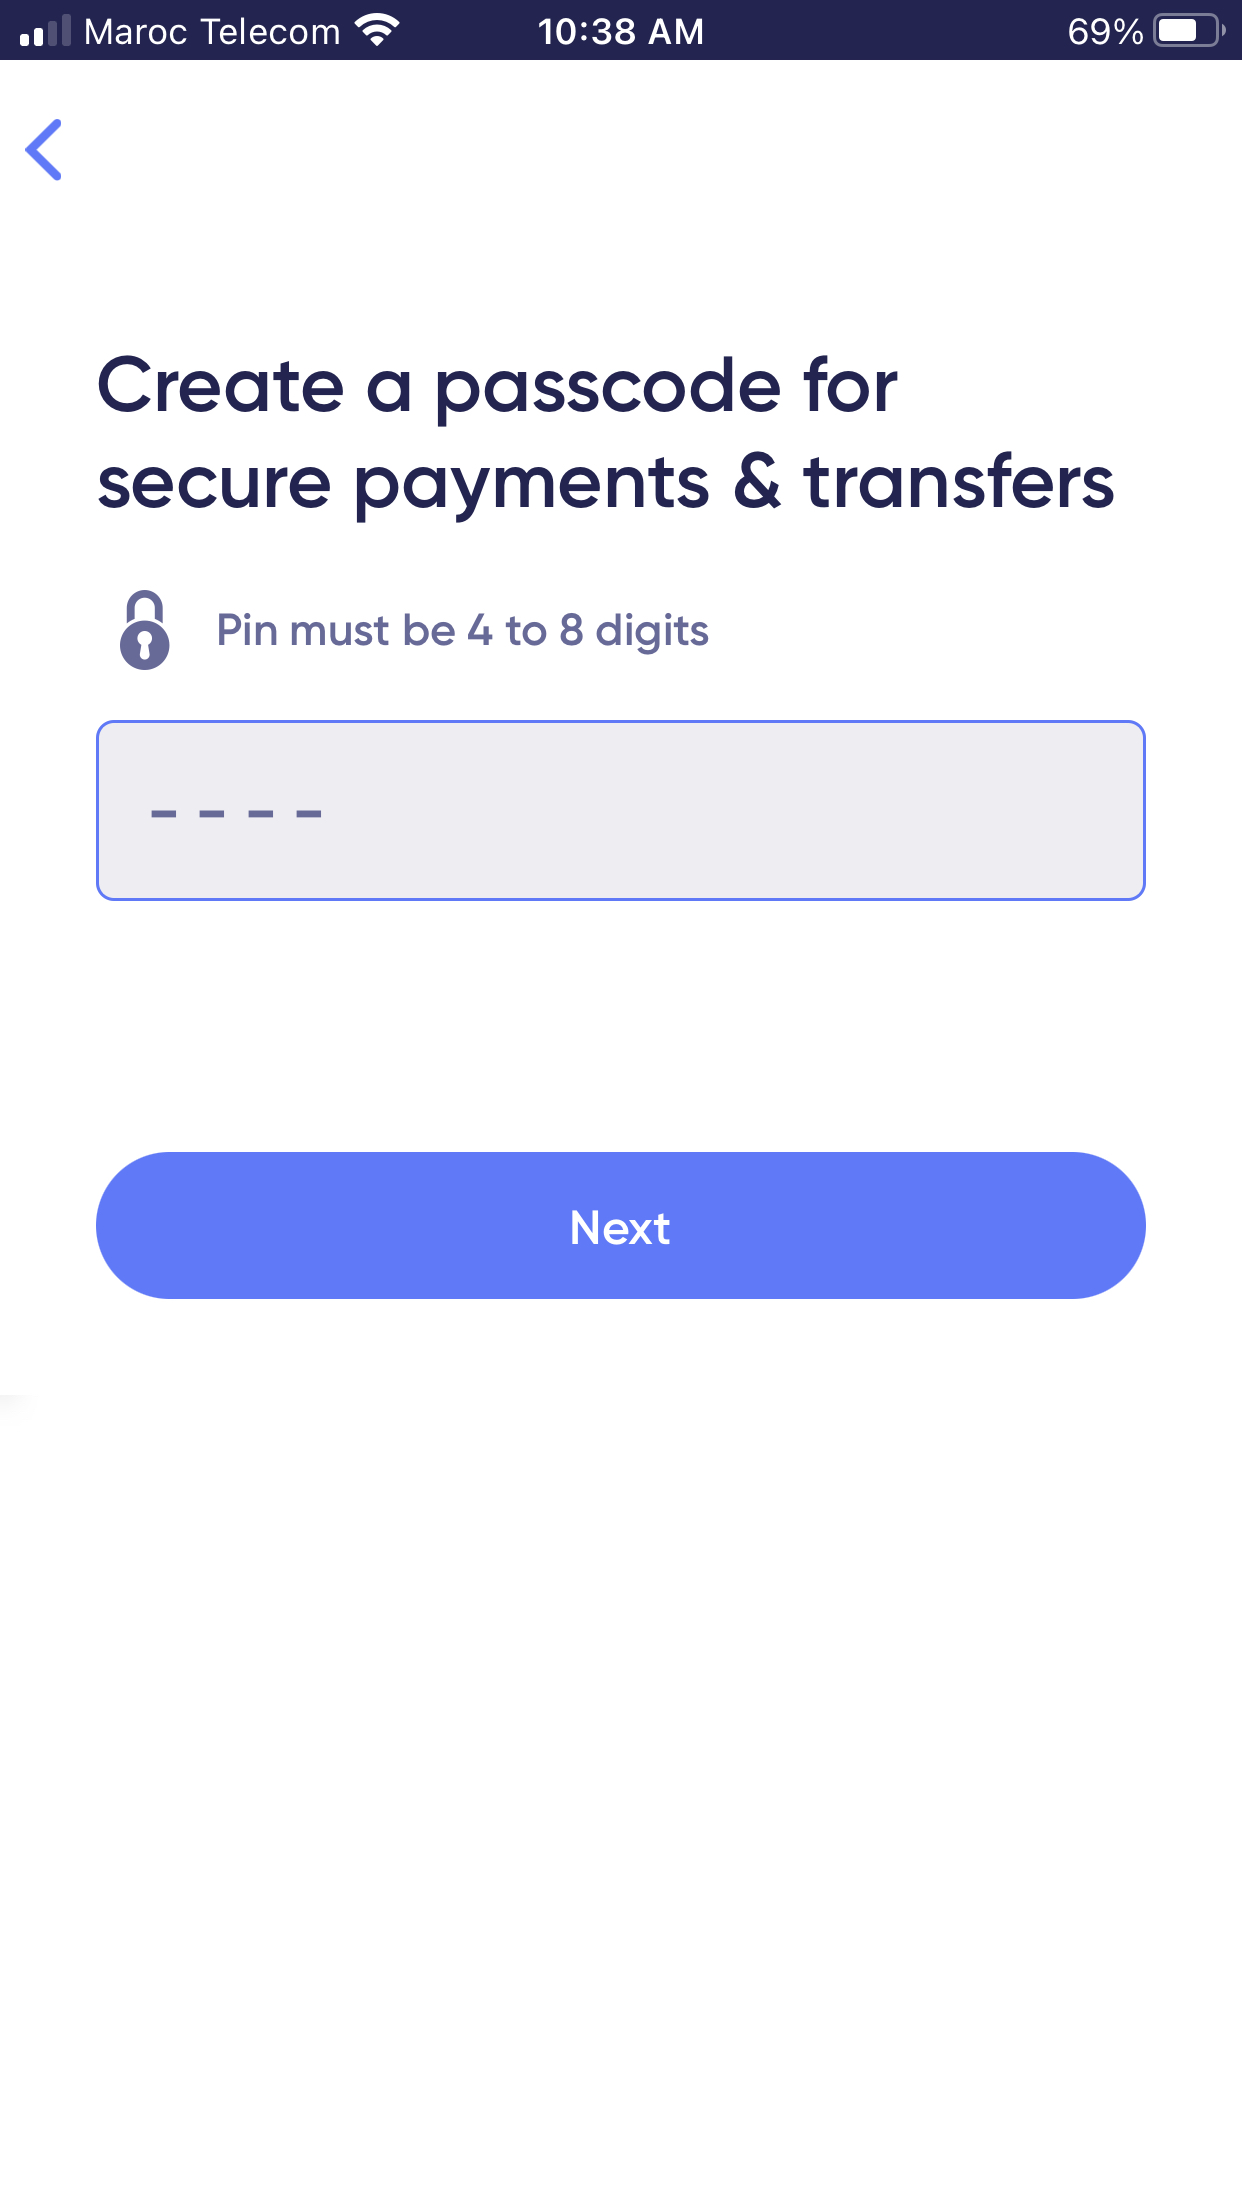 Maroc Telecom 10:38 AM 69%
Create a passcode for
secure payments & transfers
Pin must be 4 to 8 digits
- - - -
Next